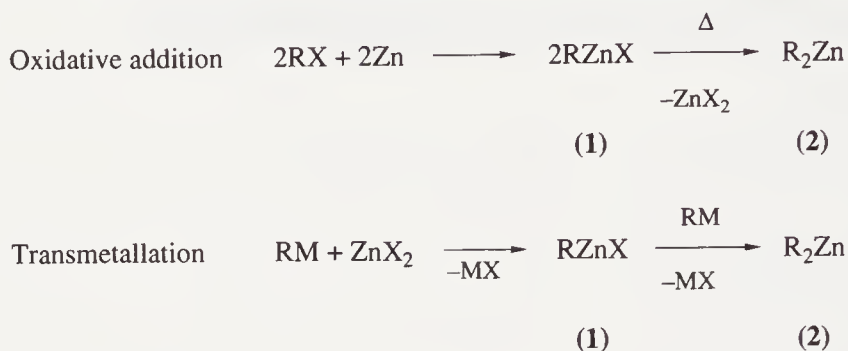 Δ
Oxidative addition 2RX + 2Zn ⟶ 2RZnX ⟶ R₂Zn
–ZnX₂
(1) (2)
RM
Transmetallation RM + ZnX₂ ⟶ RZnX ⟶ R₂Zn
–MX –MX
(1) (2)